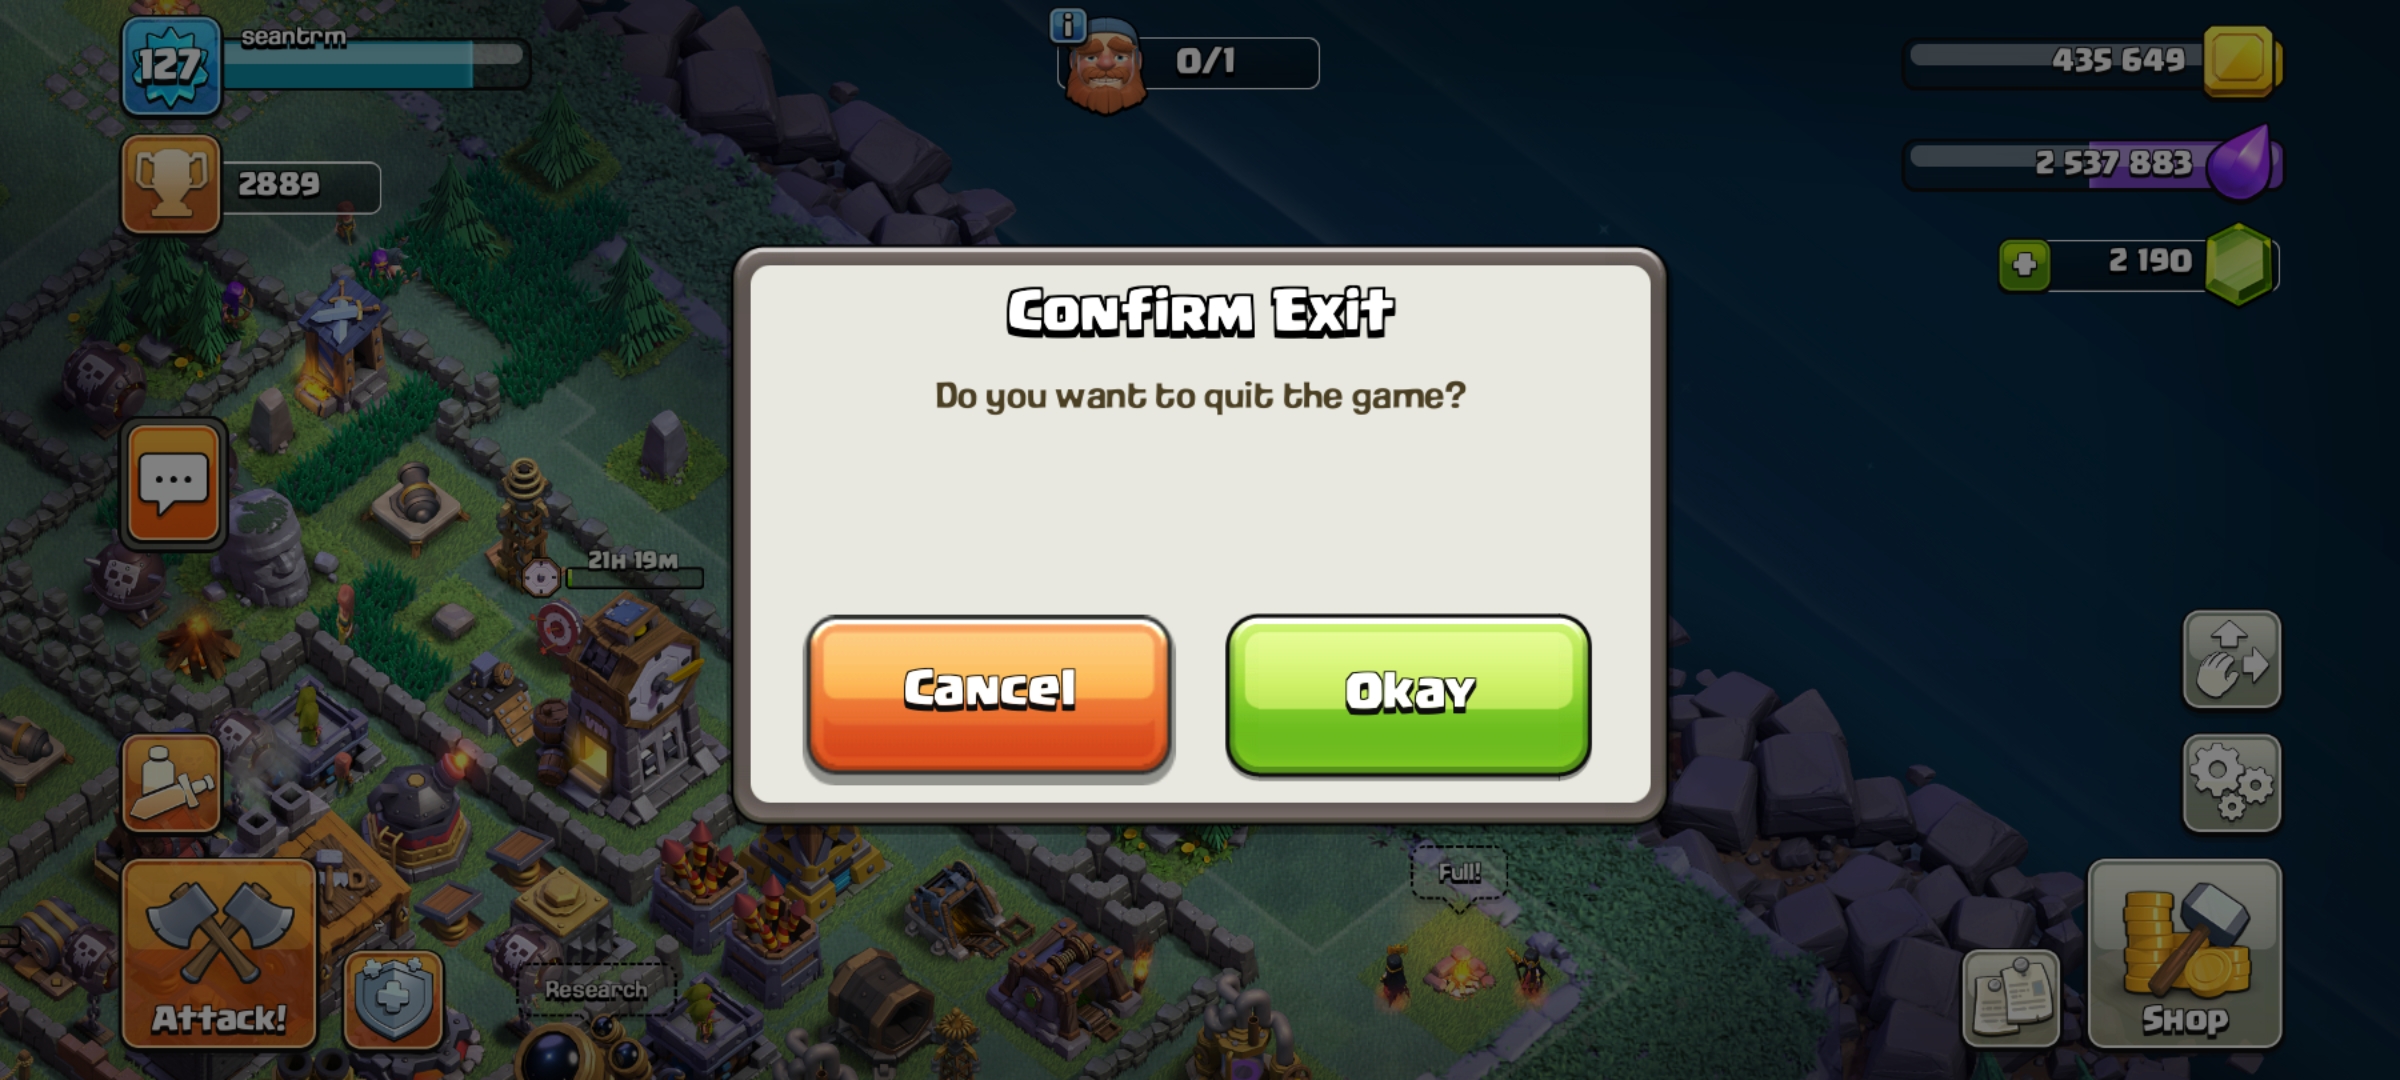 127
seantrm
2889
i
0/1
435 649
2 537 883
2 190
Confirm Exit
Do you want to quit the game?
Cancel
Okay
21H 19M
Full!
Research
Attack!
Shop